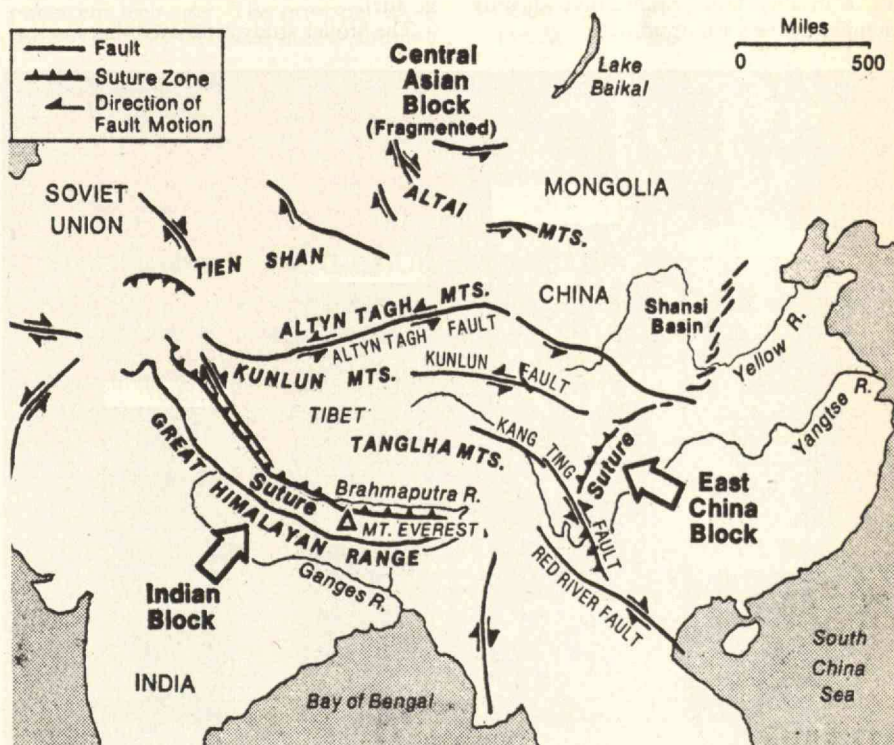 Fault
Suture Zone
Direction of
Fault Motion
Central
Asian
Block
(Fragmented)
Lake
Baikal
Miles
0 500
SOVIET
UNION
ALTAI
MTS.
MONGOLIA
TIEN SHAN
CHINA
Shansi
Basin
Yellow R.
Yangtse R.
ALTYN TAGH MTS.
ALTYN TAGH FAULT
KUNLUN MTS.
KUNLUN FAULT
TIBET
TANGLHA MTS.
KANG TING FAULT
Suture
East
China
Block
GREAT HIMALAYAN RANGE
Suture
Brahmaputra R.
MT. EVEREST
Ganges R.
Indian
Block
RED RIVER FAULT
INDIA
Bay of Bengal
South
China
Sea